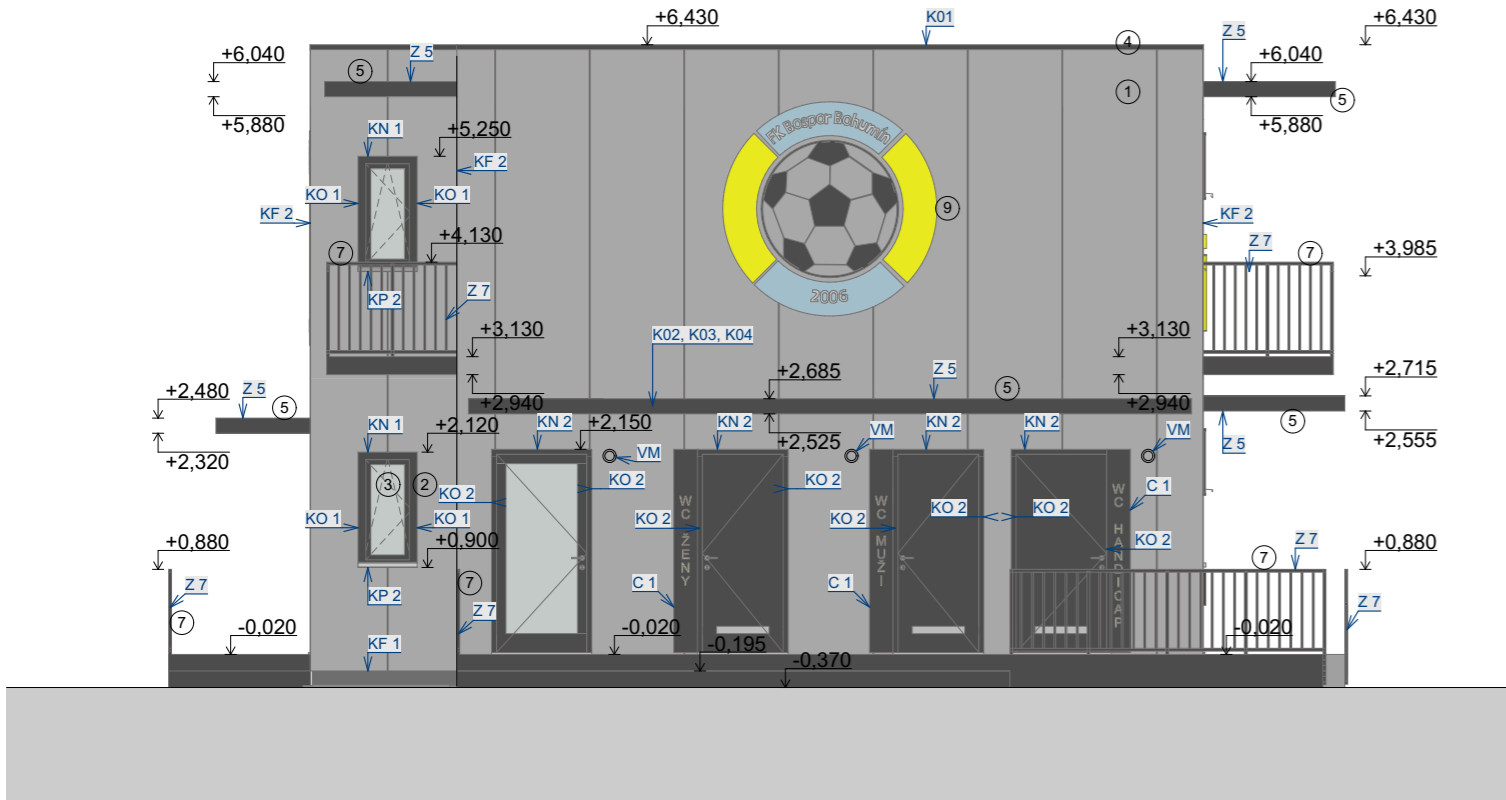 +6,430 K01 +6,430
Z 5 4 Z 5
+6,040 +6,040
5 1 5
+5,880 +5,880
KN 1 +5,250 FK Bospor Bohumín
KF 2
KO 1 KO 1
KF 2 9 KF 2
7 +4,130 Z 7 7 +3,985
KP 2 Z 7 2006
+3,130 K02, K03, K04 +3,130
+2,685 Z 5 5 +2,715
+2,480 Z 5 5
+2,940 +2,940 5
KN 1 +2,120 KN 2 +2,150 KN 2 +2,525 VM KN 2 KN 2 VM
+2,320 VM Z 5 +2,555
3 2 KO 2 KO 2 KO 2 C 1
KO 1 KO 1 KO 2 KO 2 KO 2 KO 2
WC ŽENY WC MUŽI WC HANDICAP
+0,880 +0,900 KO 2 +0,880
Z 7 KP 2 7 C 1 C 1 7 Z 7
7 Z 7 Z 7
-0,020 KF 1 -0,020 -0,195 -0,020
-0,370